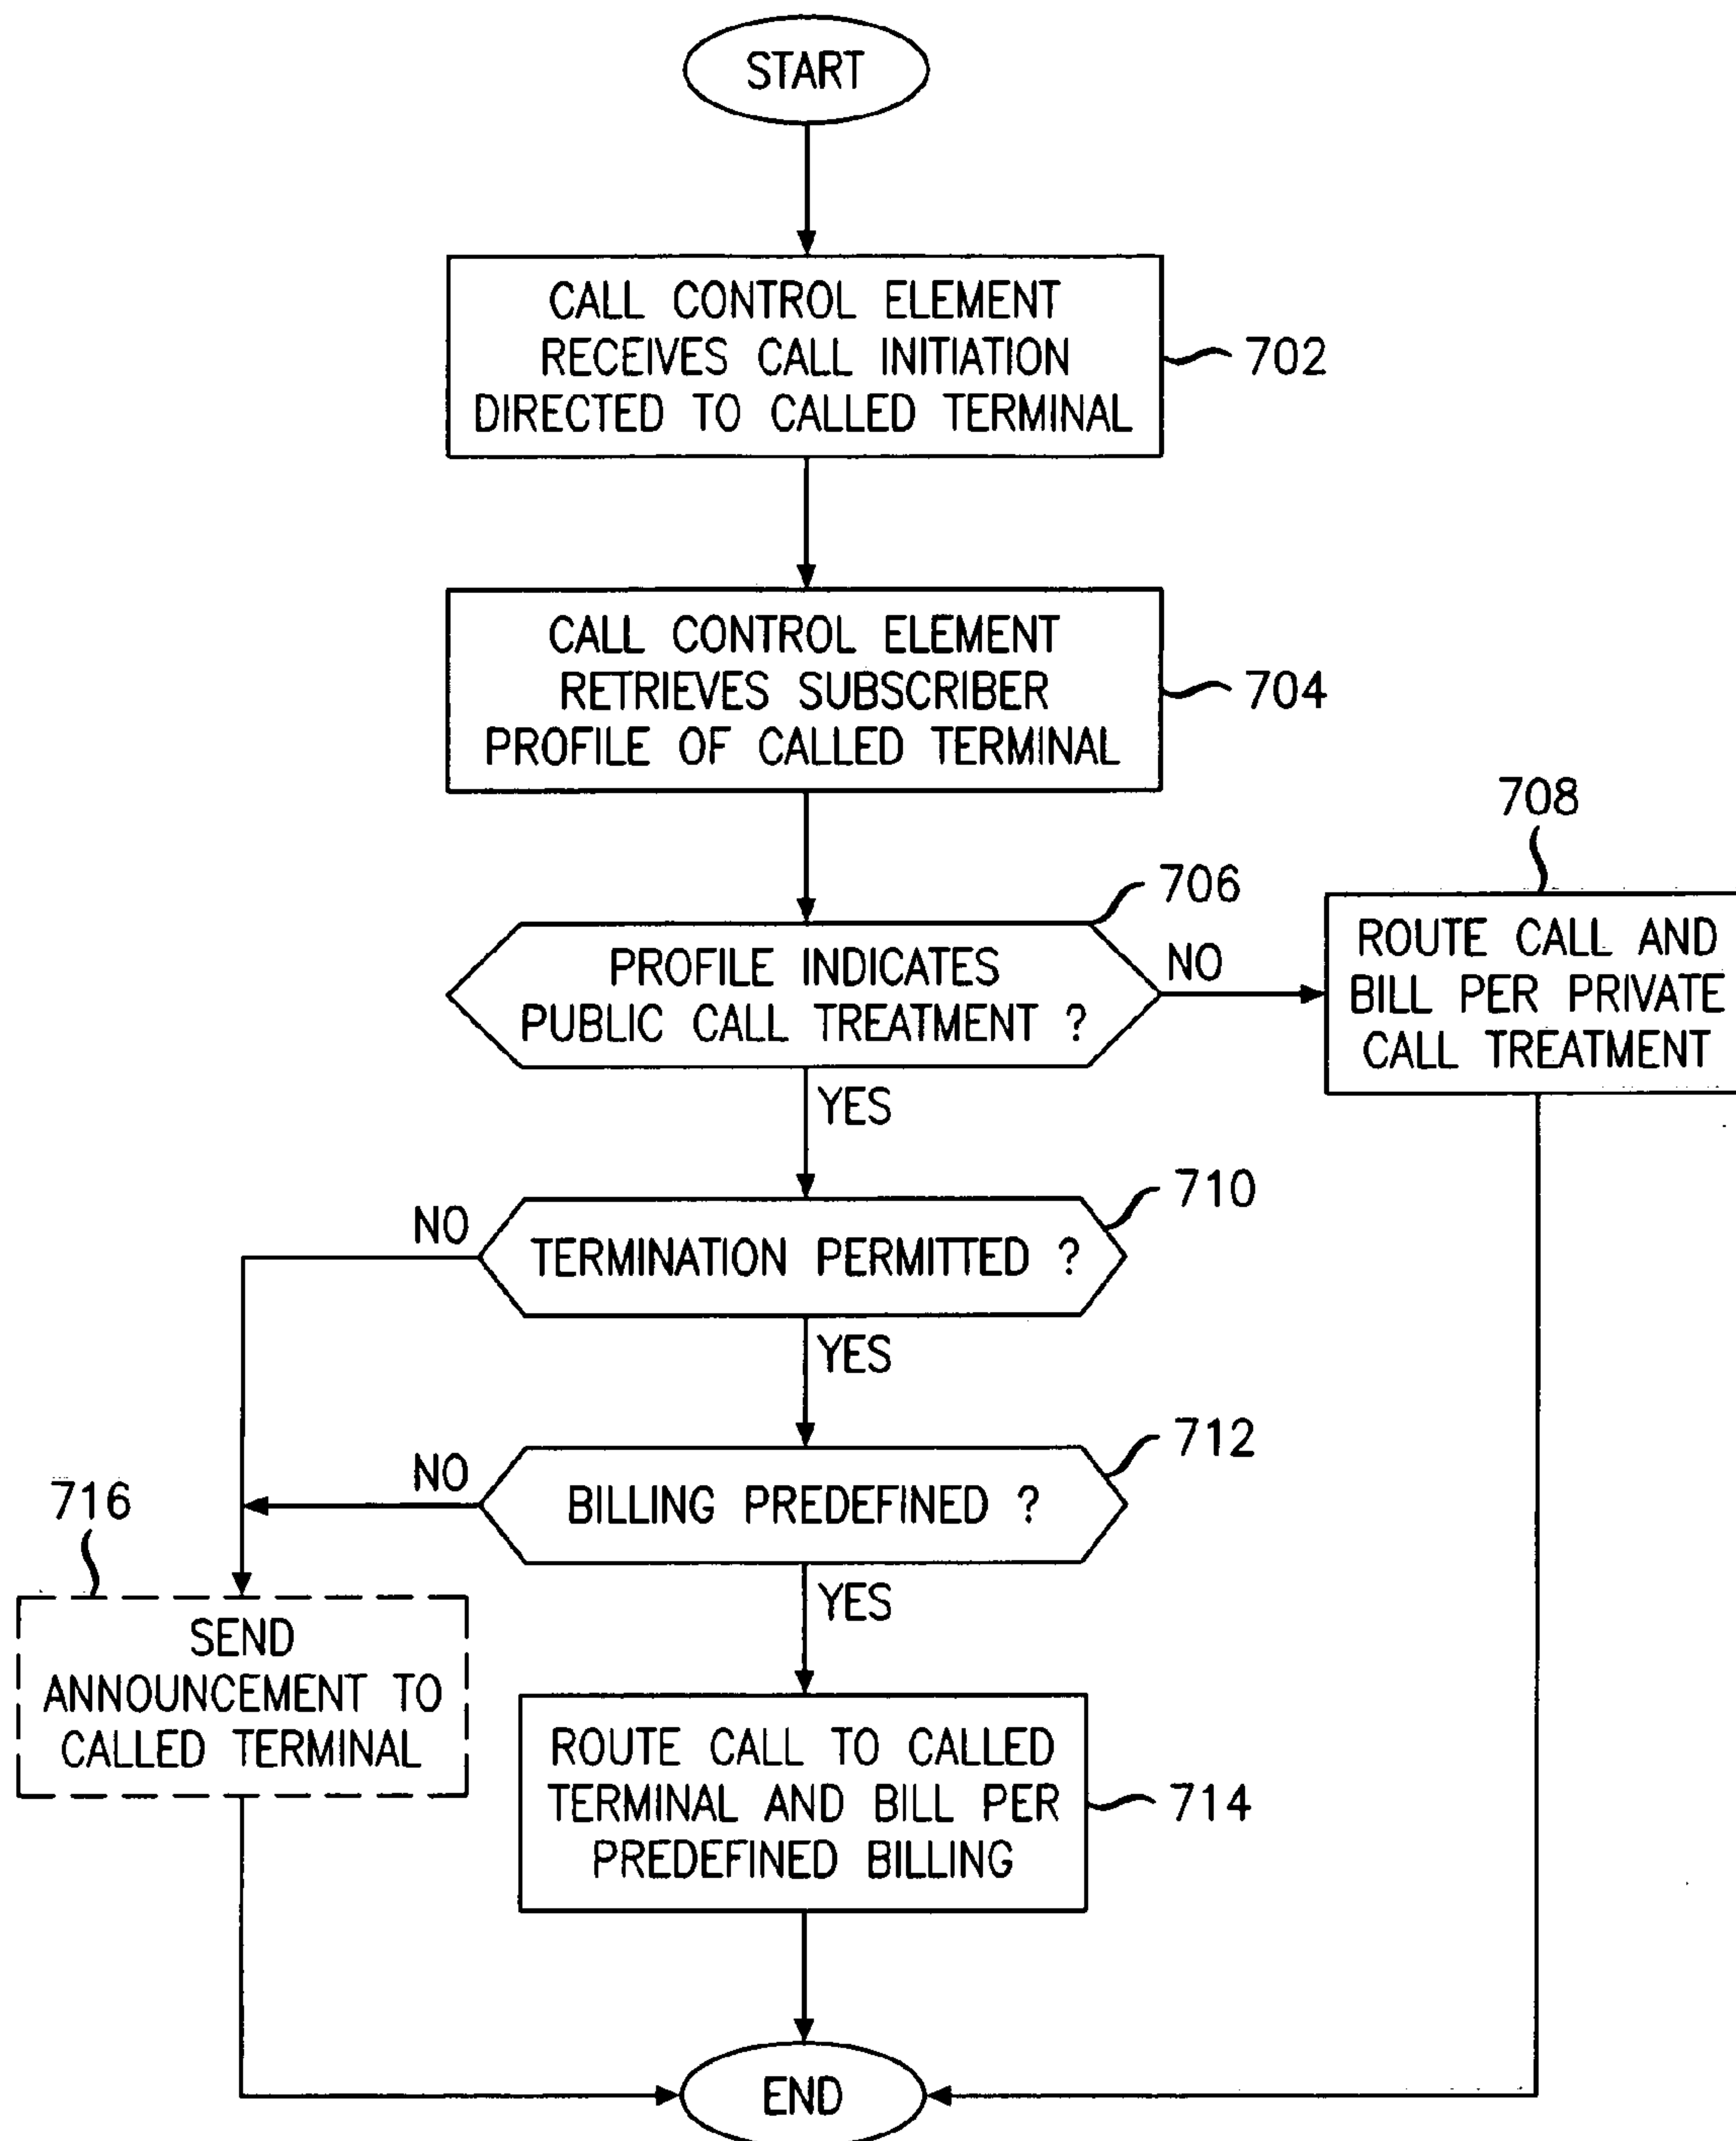 START
CALL CONTROL ELEMENT
RECEIVES CALL INITIATION
DIRECTED TO CALLED TERMINAL
702
CALL CONTROL ELEMENT
RETRIEVES SUBSCRIBER
PROFILE OF CALLED TERMINAL
704
708
706
PROFILE INDICATES
PUBLIC CALL TREATMENT ?
NO
ROUTE CALL AND
BILL PER PRIVATE
CALL TREATMENT
YES
710
NO
TERMINATION PERMITTED ?
YES
712
NO
BILLING PREDEFINED ?
716
YES
SEND
ANNOUNCEMENT TO
CALLED TERMINAL
ROUTE CALL TO CALLED
TERMINAL AND BILL PER
PREDEFINED BILLING
714
END